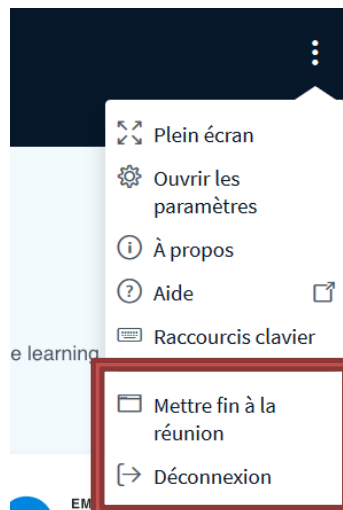 Plein écran
Ouvrir les
paramètres
À propos
Aide
Raccourcis clavier
e learning
Mettre fin à la
réunion
Déconnexion
EM